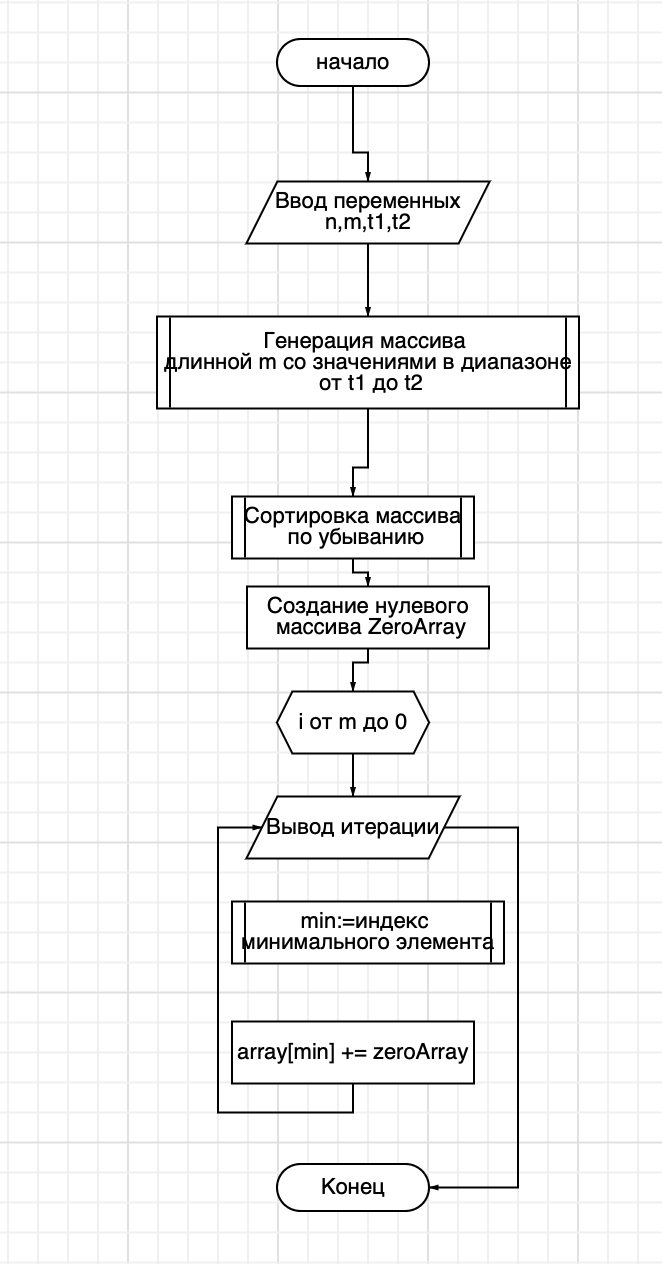 начало
Ввод переменных
n,m,t1,t2
Генерация массива
длинной m со значениями в диапазоне
от t1 до t2
Сортировка массива
по убыванию
Создание нулевого
массива ZeroArray
i от m до 0
Вывод итерации
min:=индекс
минимального элемента
array[min] += zeroArray
Конец